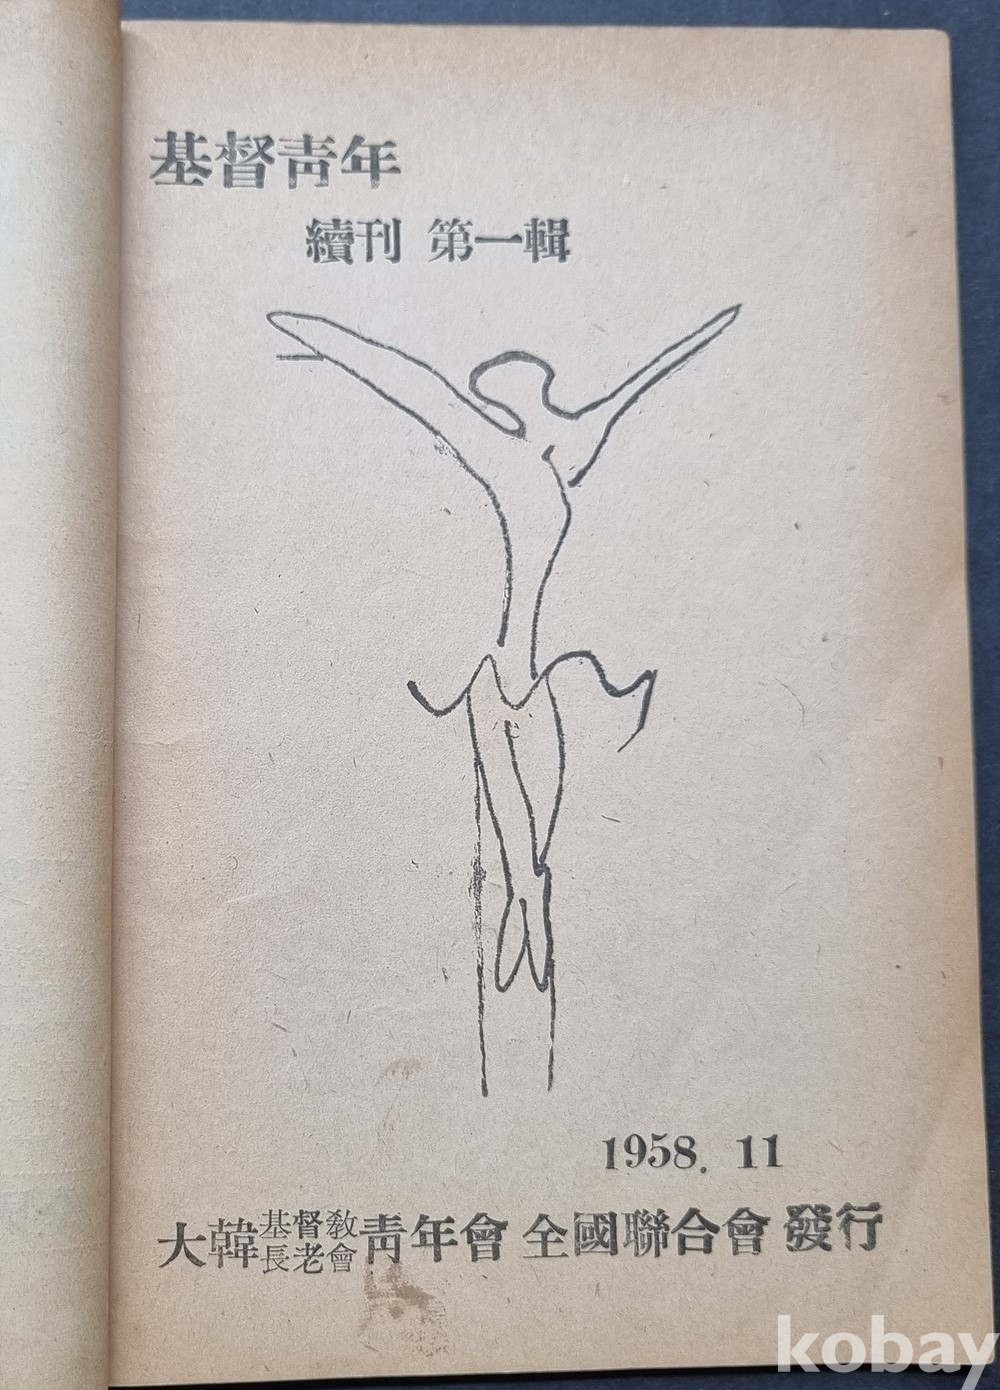 基督靑年
續刊 第一輯
1958. 11
大韓基督敎長老會靑年會 全國聯合會 發行
kobay